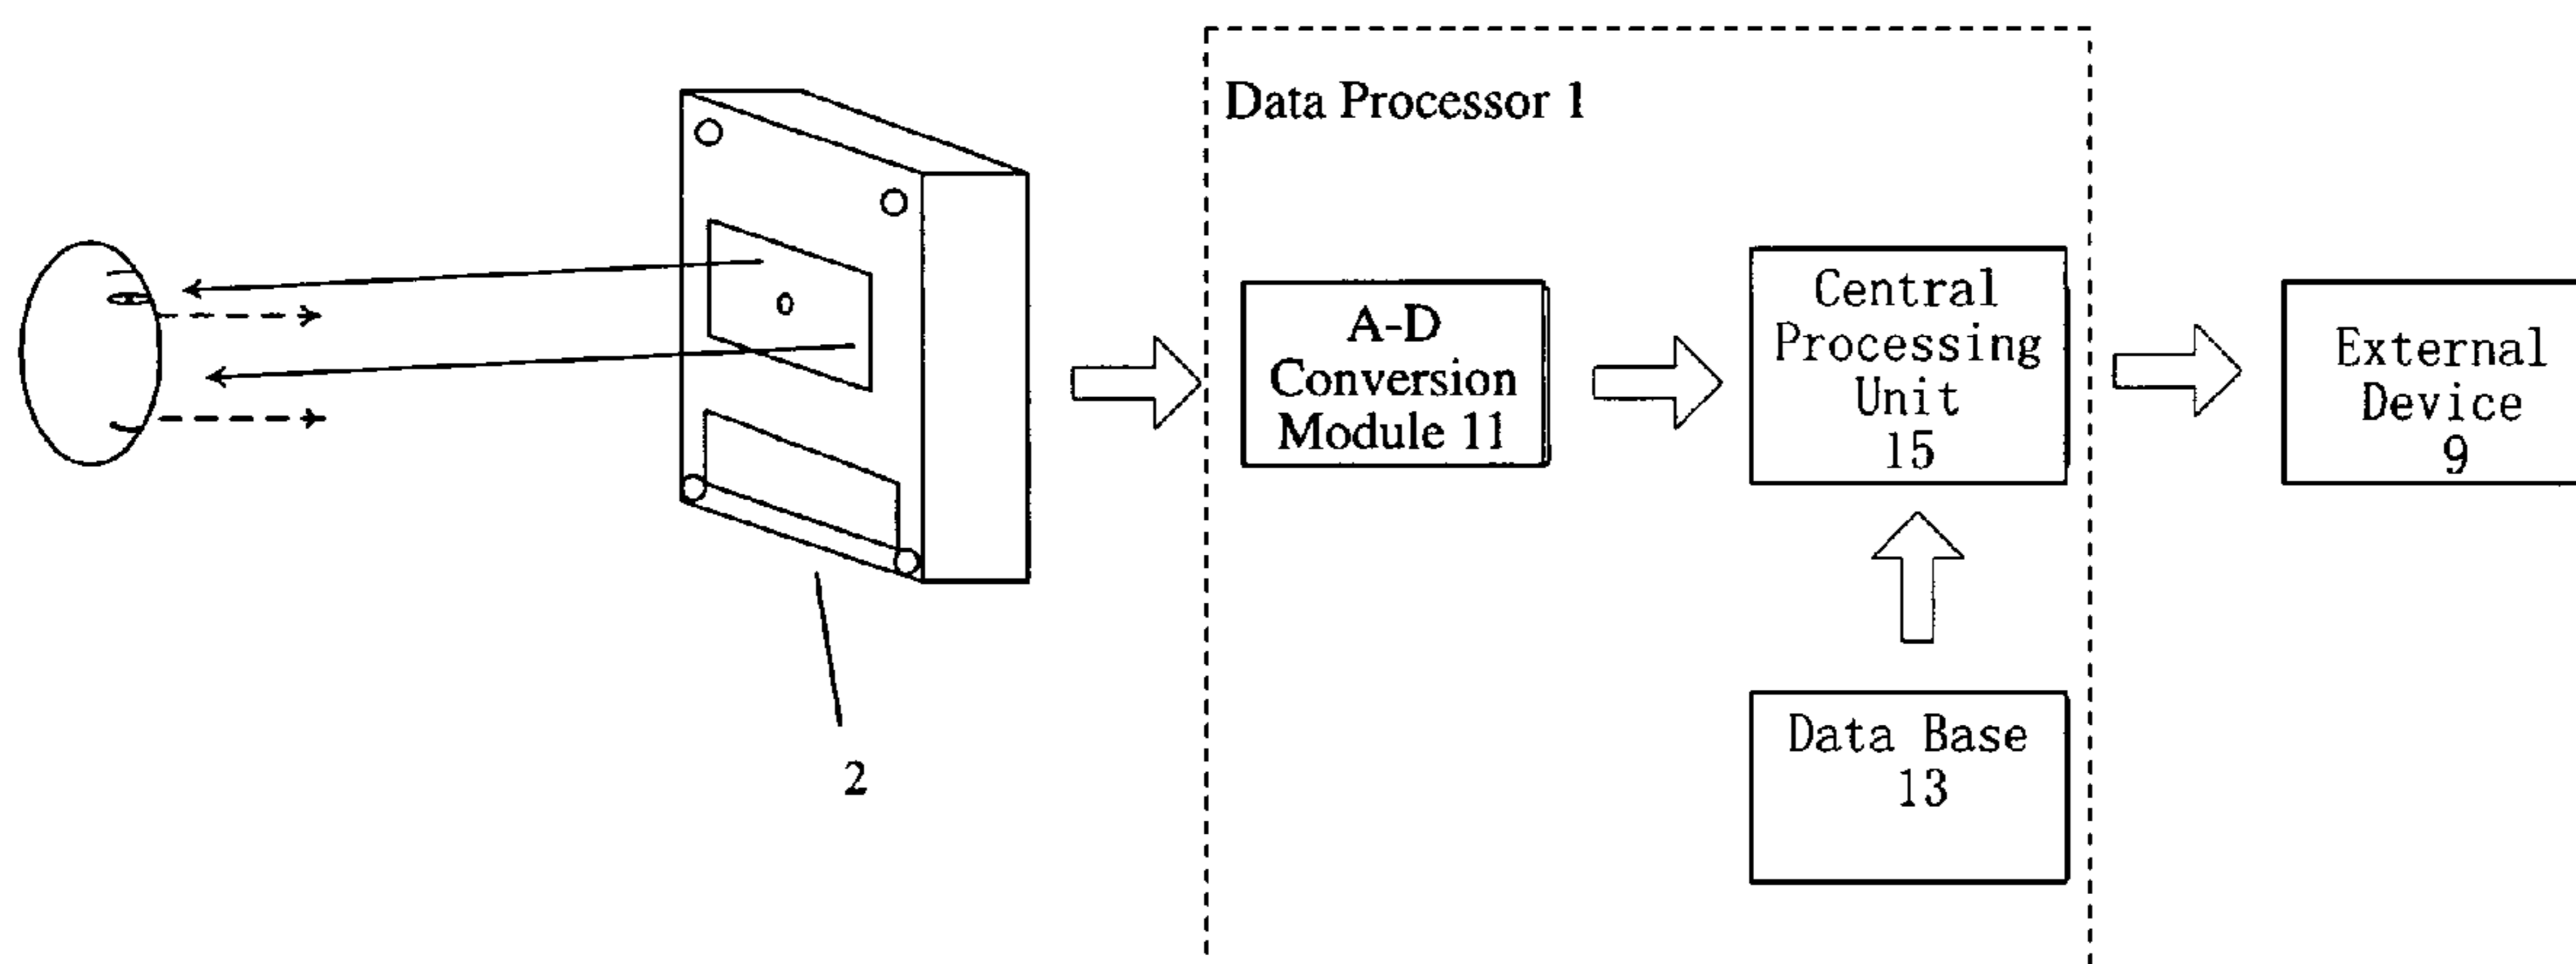 Data Processor 1
A-D
Conversion
Module 11
Central
Processing
Unit
15
External
Device
9
Data Base
13
2